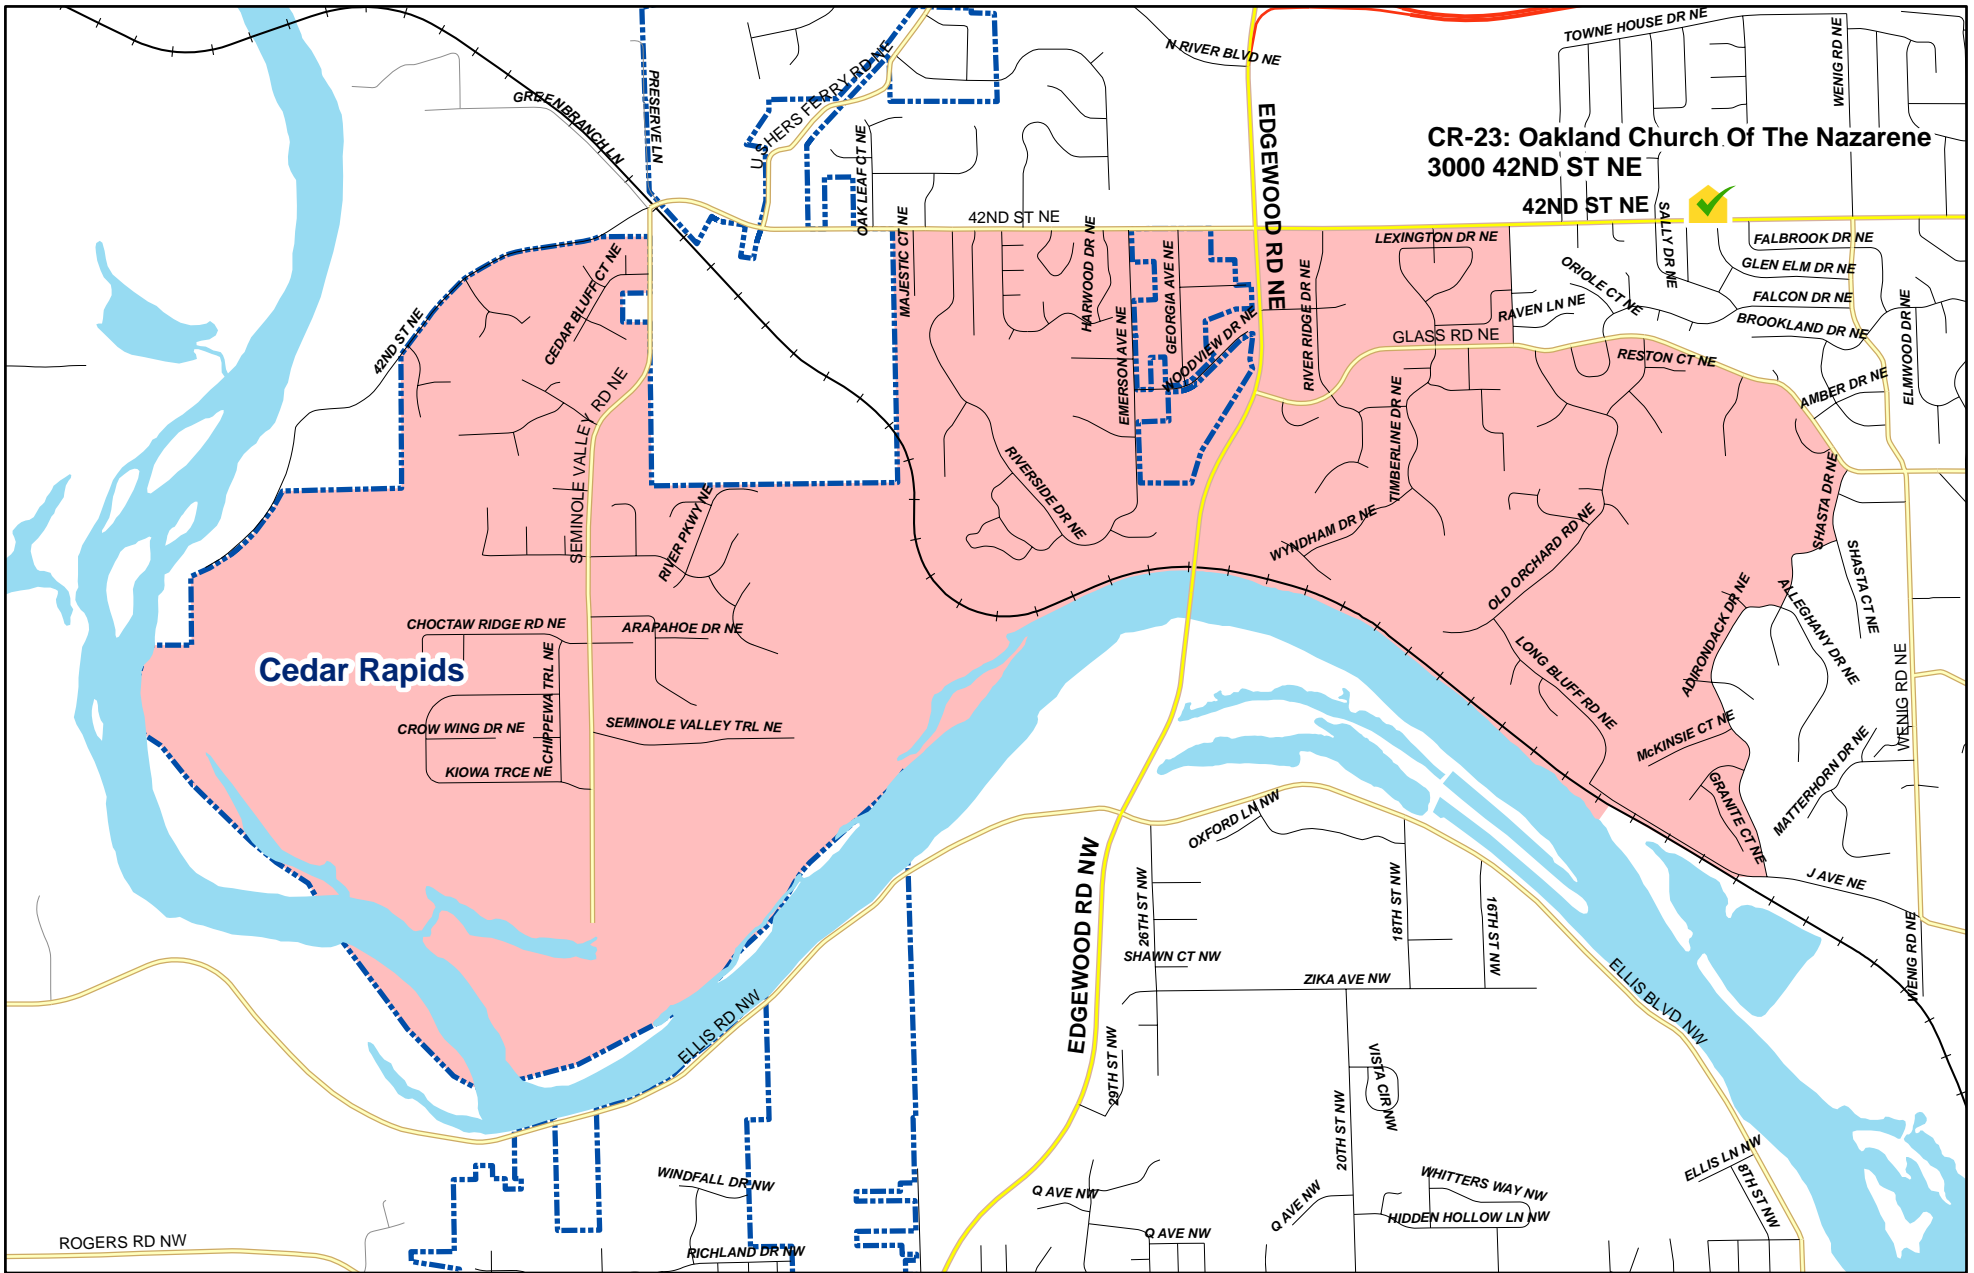 TOWNE HOUSE DR NE
N RIVER BLVD NE
WENIG RD NE
USHERS FERRY RD NE
PRESERVE LN
GREENBRANCH LN
OAK LEAF CT NE
EDGEWOOD RD NE
CR-23: Oakland Church Of The Nazarene
3000 42ND ST NE
42ND ST NE
42ND ST NE
SALLY DR NE
MAJESTIC CT NE
HARWOOD DR NE
GEORGIA AVE NE
LEXINGTON DR NE
FALBROOK DR NE
GLEN ELM DR NE
ORIOLE CT NE
FALCON DR NE
RAVEN LN NE
BROOKLAND DR NE
ELMWOOD DR NE
CEDAR BLUFF CT NE
42ND ST NE
EMERSON AVE NE
WOODVIEW DR NE
RIVER RIDGE DR NE
GLASS RD NE
RESTON CT NE
AMBER DR NE
SEMINOLE VALLEY RD NE
TIMBERLINE DR NE
RIVERSIDE DR NE
RIVER PKWY NE
WYNDHAM DR NE
OLD ORCHARD RD NE
SHASTA DR NE
SHASTA CT NE
ALLEGHANY DR NE
ADIRONDACK DR NE
CHOCTAW RIDGE RD NE
ARAPAHOE DR NE
Cedar Rapids
CHIPPEWA TRL NE
LONG BLUFF RD NE
WENIG RD NE
CROW WING DR NE
SEMINOLE VALLEY TRL NE
McKINSIE CT NE
MATTERHORN DR NE
KIOWA TRCE NE
GRANITE CT NE
OXFORD LN NW
J AVE NE
EDGEWOOD RD NW
26TH ST NW
18TH ST NW
16TH ST NW
WENIG RD NE
SHAWN CT NW
ZIKA AVE NW
ELLIS BLVD NW
ELLIS RD NW
29TH ST NW
VISTA CIR NW
20TH ST NW
ELLIS LN NW
8TH ST NW
WINDFALL DR NW
Q AVE NW
Q AVE NW
WHITTERS WAY NW
HIDDEN HOLLOW LN NW
Q AVE NW
ROGERS RD NW
RICHLAND DR NW